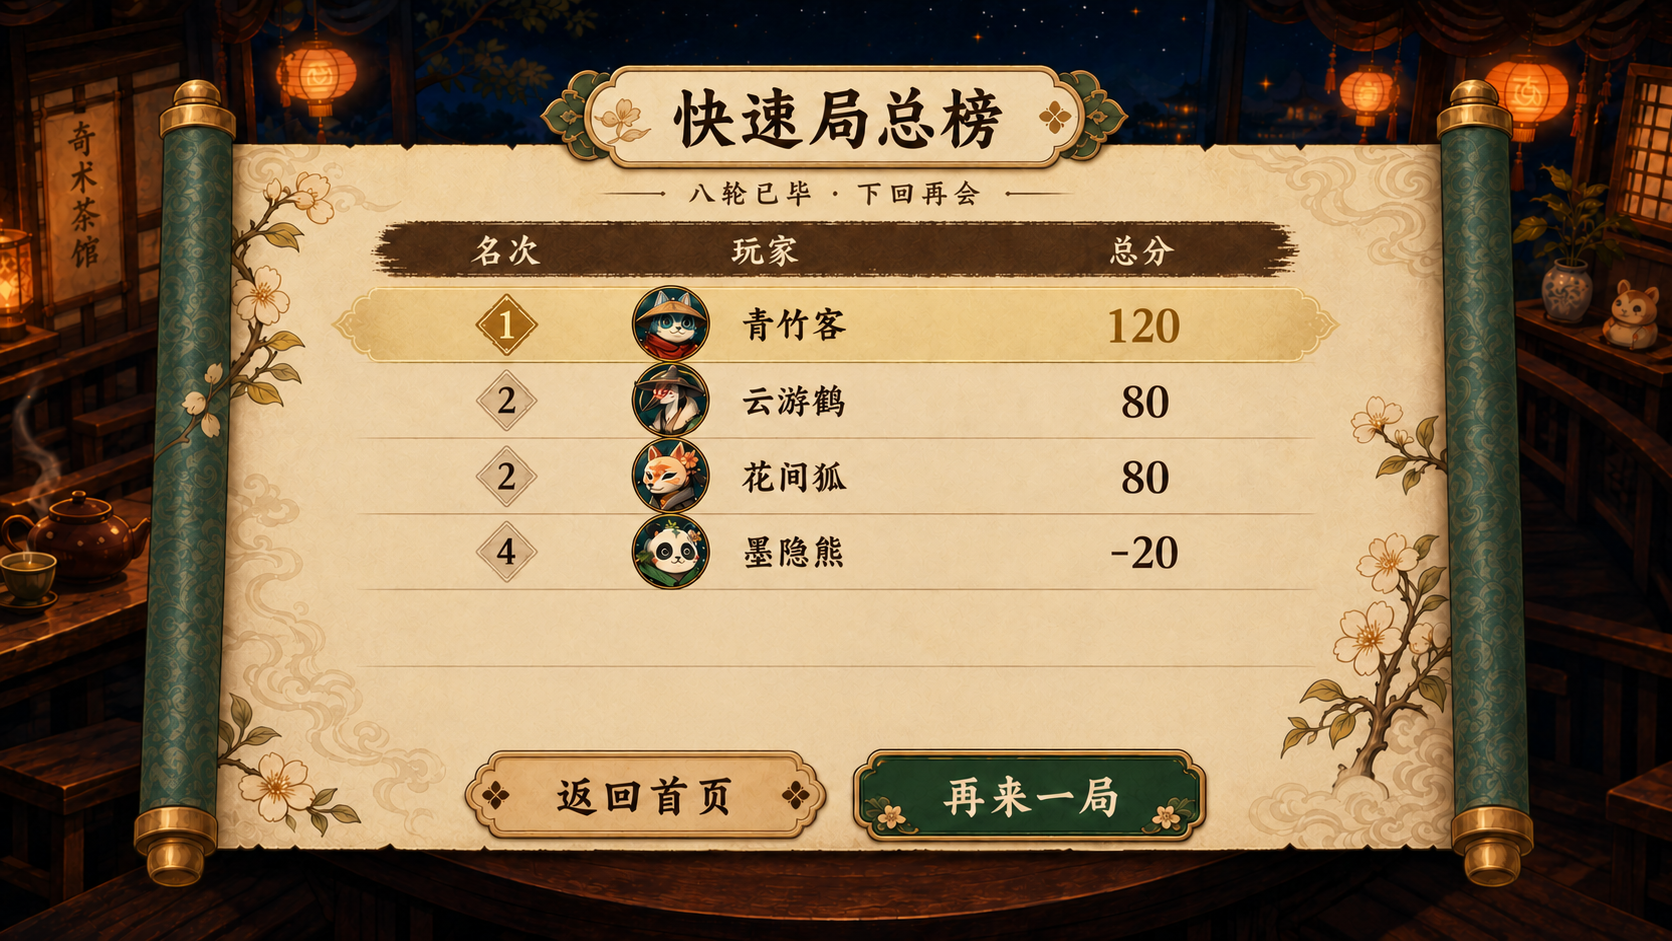 奇术茶馆
快速局总榜
八轮已毕 · 下回再会
名次 玩家 总分
1 青竹客 120
2 云游鹤 80
2 花间狐 80
4 墨隐熊 -20
返回首页 再来一局